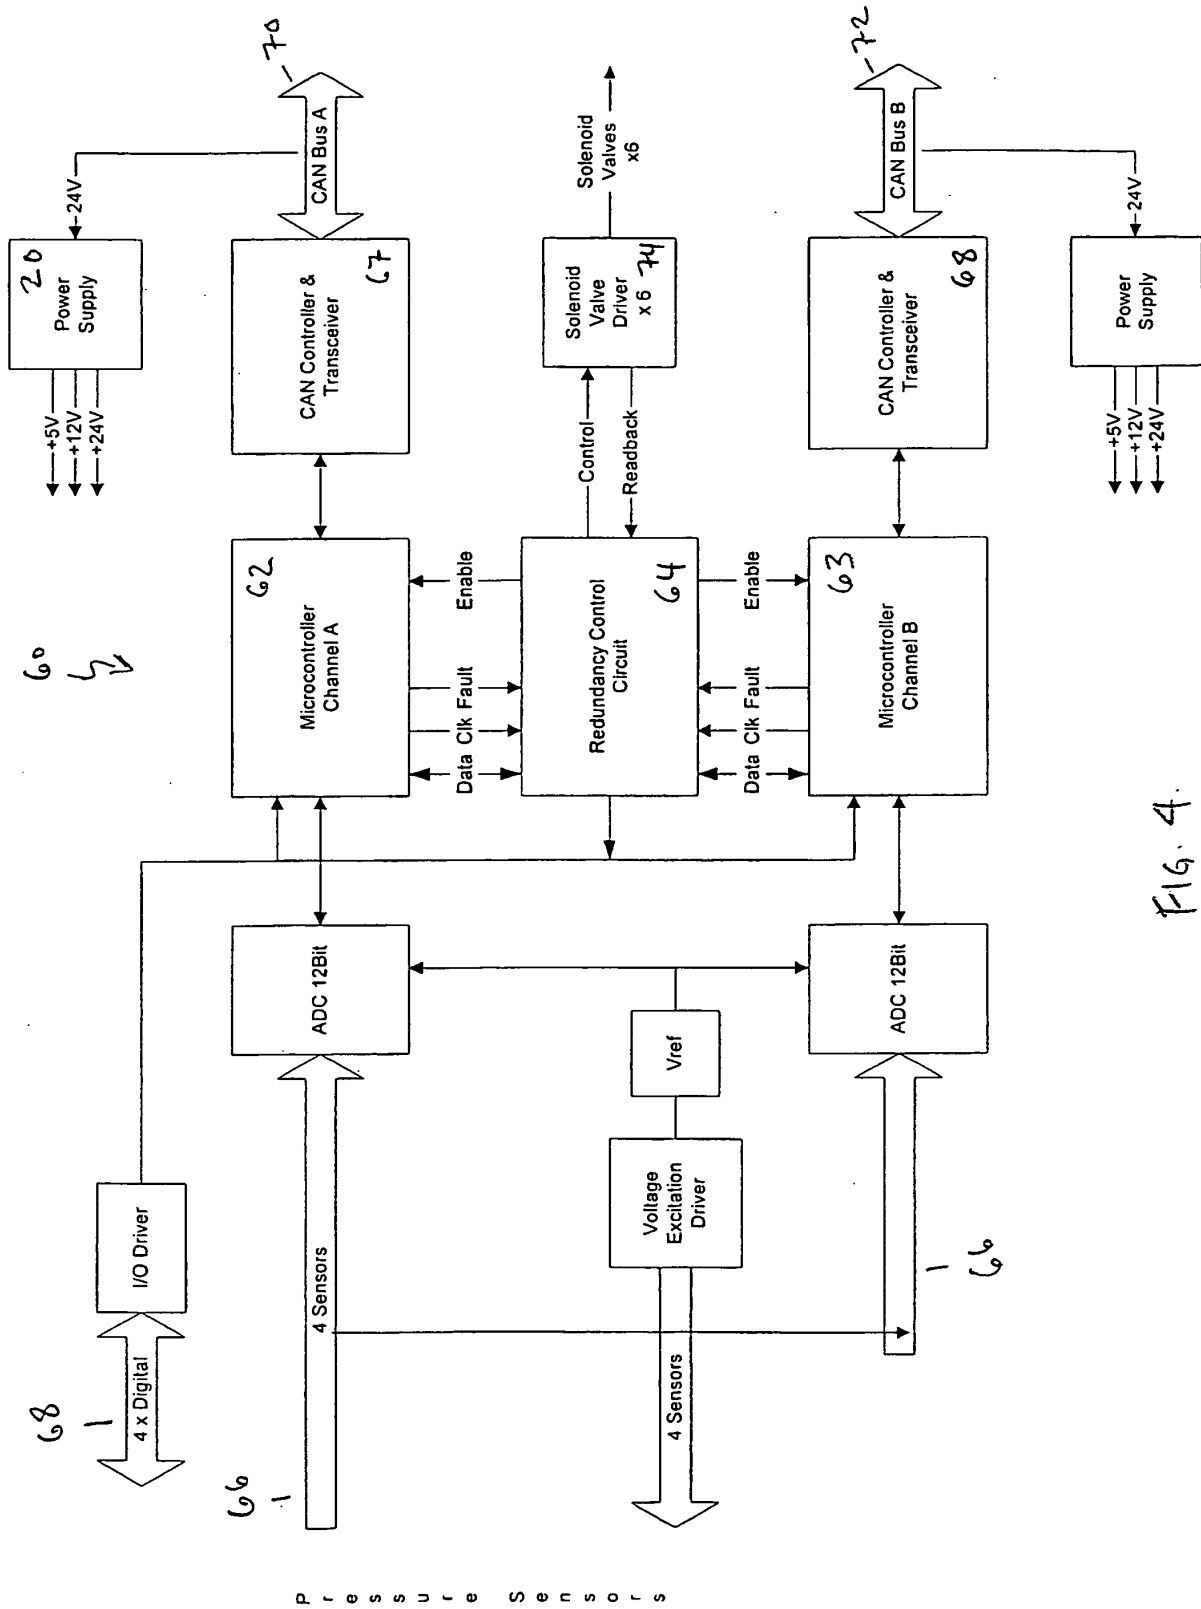 68
4 x Digital
I/O Driver
60
20
Power
Supply
24V
+5V
+12V
+24V
66
4 Sensors
ADC 12Bit
Microcontroller
Channel A
62
CAN Controller &
Transceiver
67
CAN Bus A
70
Data
Clk
Fault
Enable
Pressure Sensors
4 Sensors
Voltage
Excitation
Driver
Vref
Redundancy Control
Circuit
64
Control
Readback
Solenoid
Valve
Driver
x 6
74
Solenoid
Valves
x6
Data
Clk
Fault
Enable
66
ADC 12Bit
Microcontroller
Channel B
63
CAN Controller &
Transceiver
68
CAN Bus B
72
24V
Power
Supply
+5V
+12V
+24V
FIG. 4.